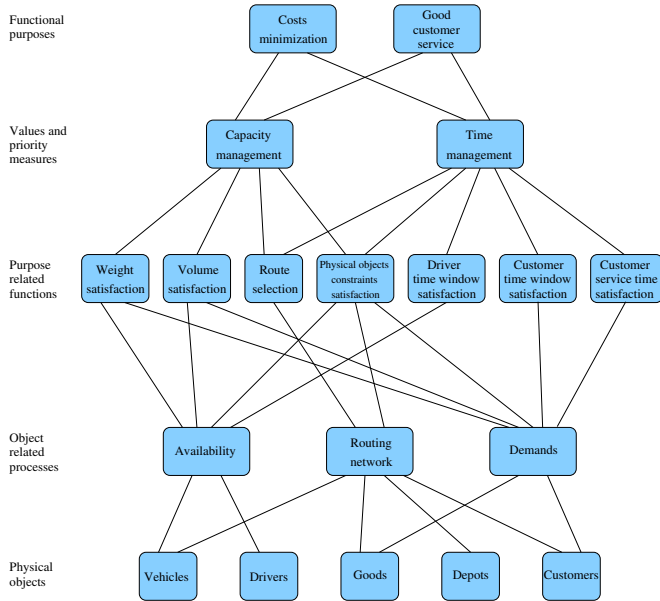 Functional
purposes
Costs
minimization
Good
customer
service
Values and
priority
measures
Capacity
management
Time
management
Purpose
related
functions
Weight
satisfaction
Volume
satisfaction
Route
selection
Physical objects
constraints
satisfaction
Driver
time window
satisfaction
Customer
time window
satisfaction
Customer
service time
satisfaction
Object
related
processes
Availability
Routing
network
Demands
Physical
objects
Vehicles
Drivers
Goods
Depots
Customers